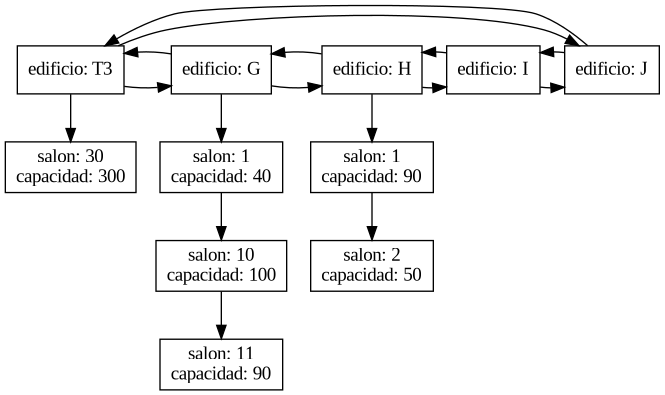 edificio: T3
edificio: G
edificio: H
edificio: I
edificio: J
salon: 30
capacidad: 300
salon: 1
capacidad: 40
salon: 1
capacidad: 90
salon: 10
capacidad: 100
salon: 2
capacidad: 50
salon: 11
capacidad: 90